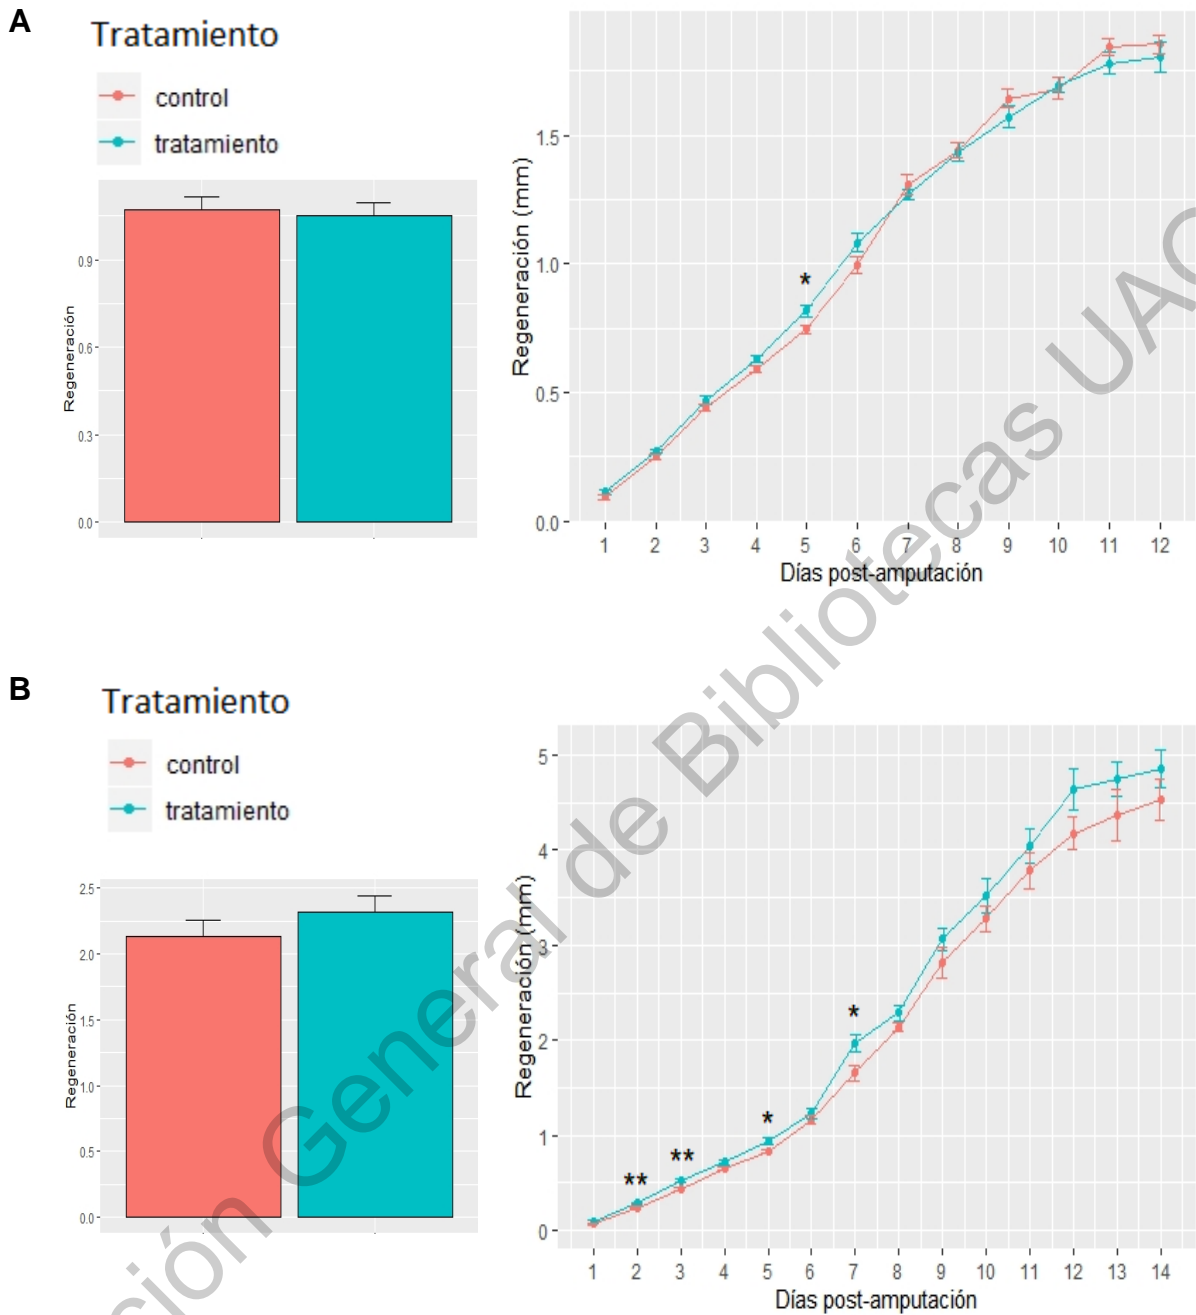 A
Tratamiento
control
tratamiento
Regeneración
0.9
0.6
0.3
0.0
Regeneración (mm)
1.5
1.0
0.5
0.0
*
1 2 3 4 5 6 7 8 9 10 11 12
Días post-amputación
B
Tratamiento
control
tratamiento
Regeneración
2.5
2.0
1.5
1.0
0.5
0.0
Regeneración (mm)
5
4
3
2
1
0
** ** * *
1 2 3 4 5 6 7 8 9 10 11 12 13 14
Días post-amputación
ción General de Bibliotecas UAQ